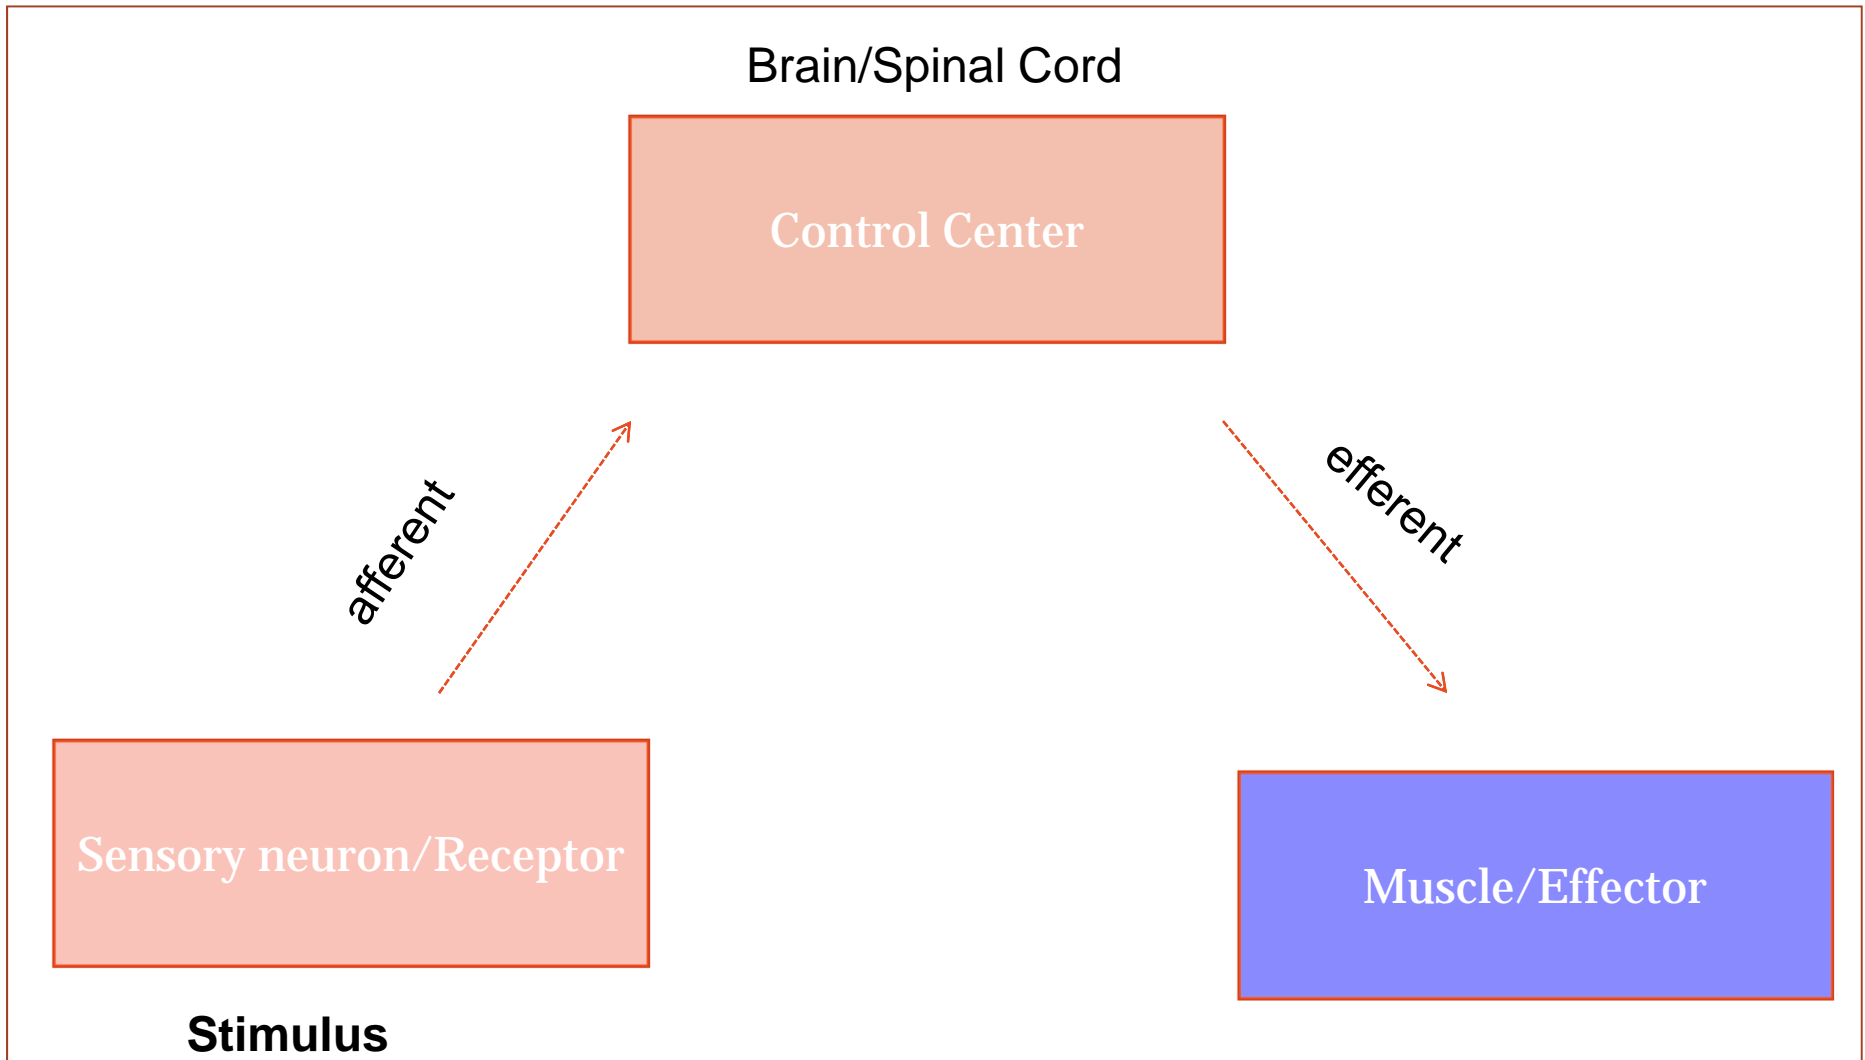 Brain/Spinal Cord
Control Center
afferent
efferent
Sensory neuron/Receptor
Muscle/Effector
Stimulus